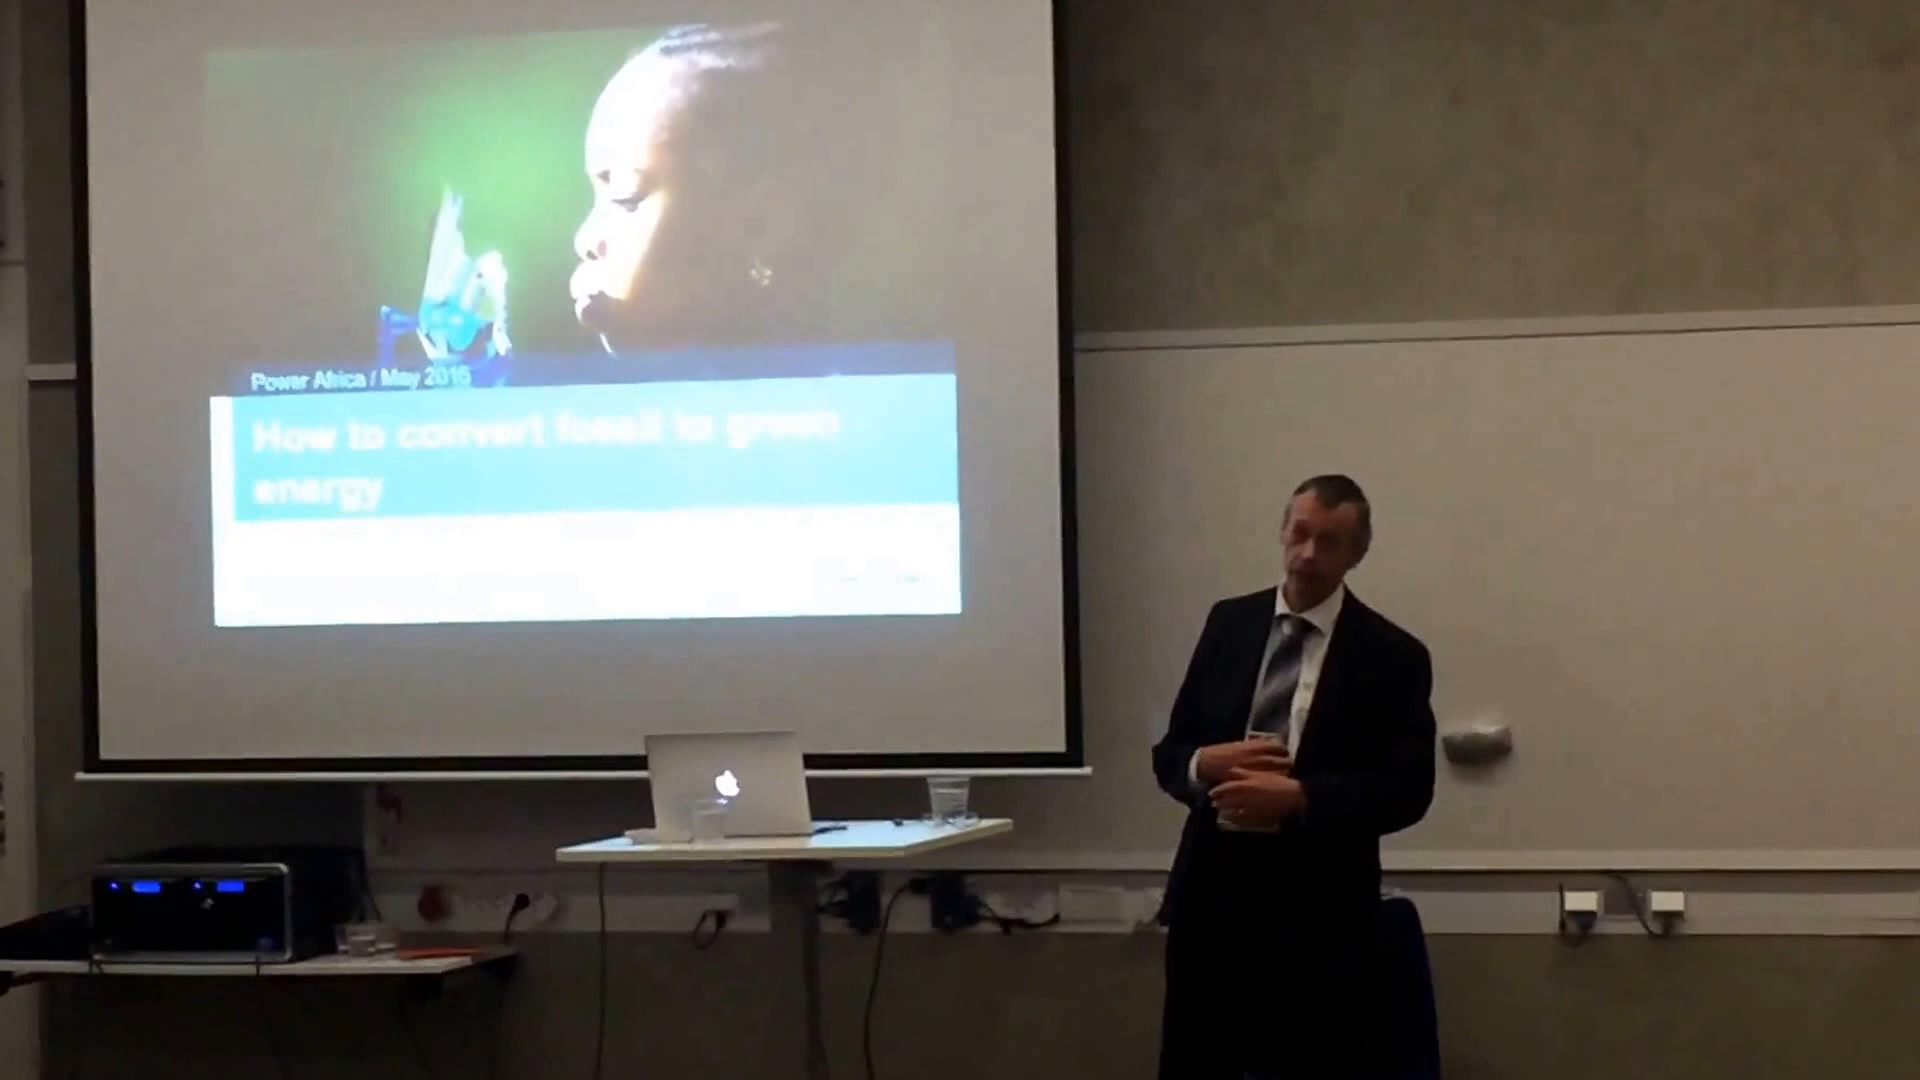 Power Africa / May 2015
How to convert fossil to green
energy